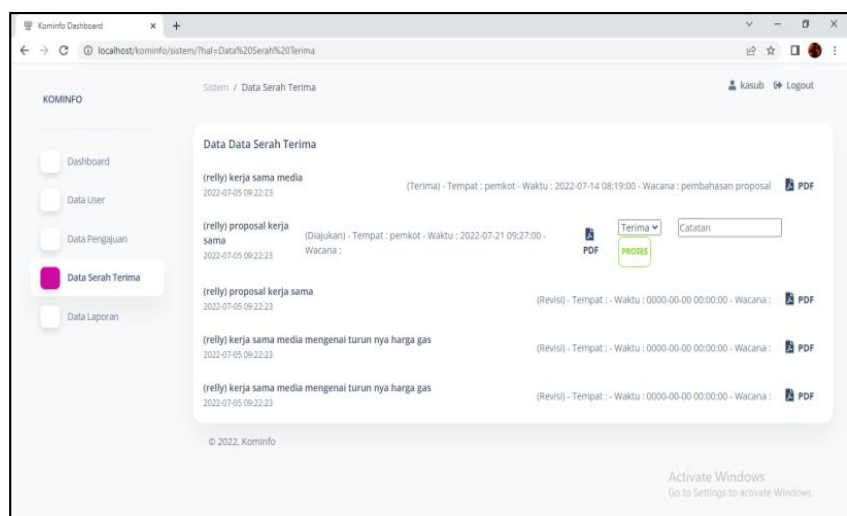 Kominfo Dashboard
localhost/kominfo/sistem/?hal=Data%20Serah%20Terima
KOMINFO
Sistem / Data Serah Terima
kasub Logout
Dashboard
Data User
Data Pengajuan
Data Serah Terima
Data Laporan
Data Data Serah Terima
(relly) kerja sama media
2022-07-05 09:22:23
(Terima) - Tempat : pemkot - Waktu : 2022-07-14 08:19:00 - Wacana : pembahasan proposal
PDF
(relly) proposal kerja
sama
2022-07-05 09:22:23
(Diajukan) - Tempat : pemkot - Waktu : 2022-07-21 09:27:00 -
Wacana :
PDF
Terima
Catatan
PROSES
(relly) proposal kerja sama
2022-07-05 09:22:23
(Revisi) - Tempat : - Waktu : 0000-00-00 00:00:00 - Wacana :
PDF
(relly) kerja sama media mengenai turun nya harga gas
2022-07-05 09:22:23
(Revisi) - Tempat : - Waktu : 0000-00-00 00:00:00 - Wacana :
PDF
(relly) kerja sama media mengenai turun nya harga gas
2022-07-05 09:22:23
(Revisi) - Tempat : - Waktu : 0000-00-00 00:00:00 - Wacana :
PDF
© 2022, Kominfo
Activate Windows
Go to Settings to activate Windows.